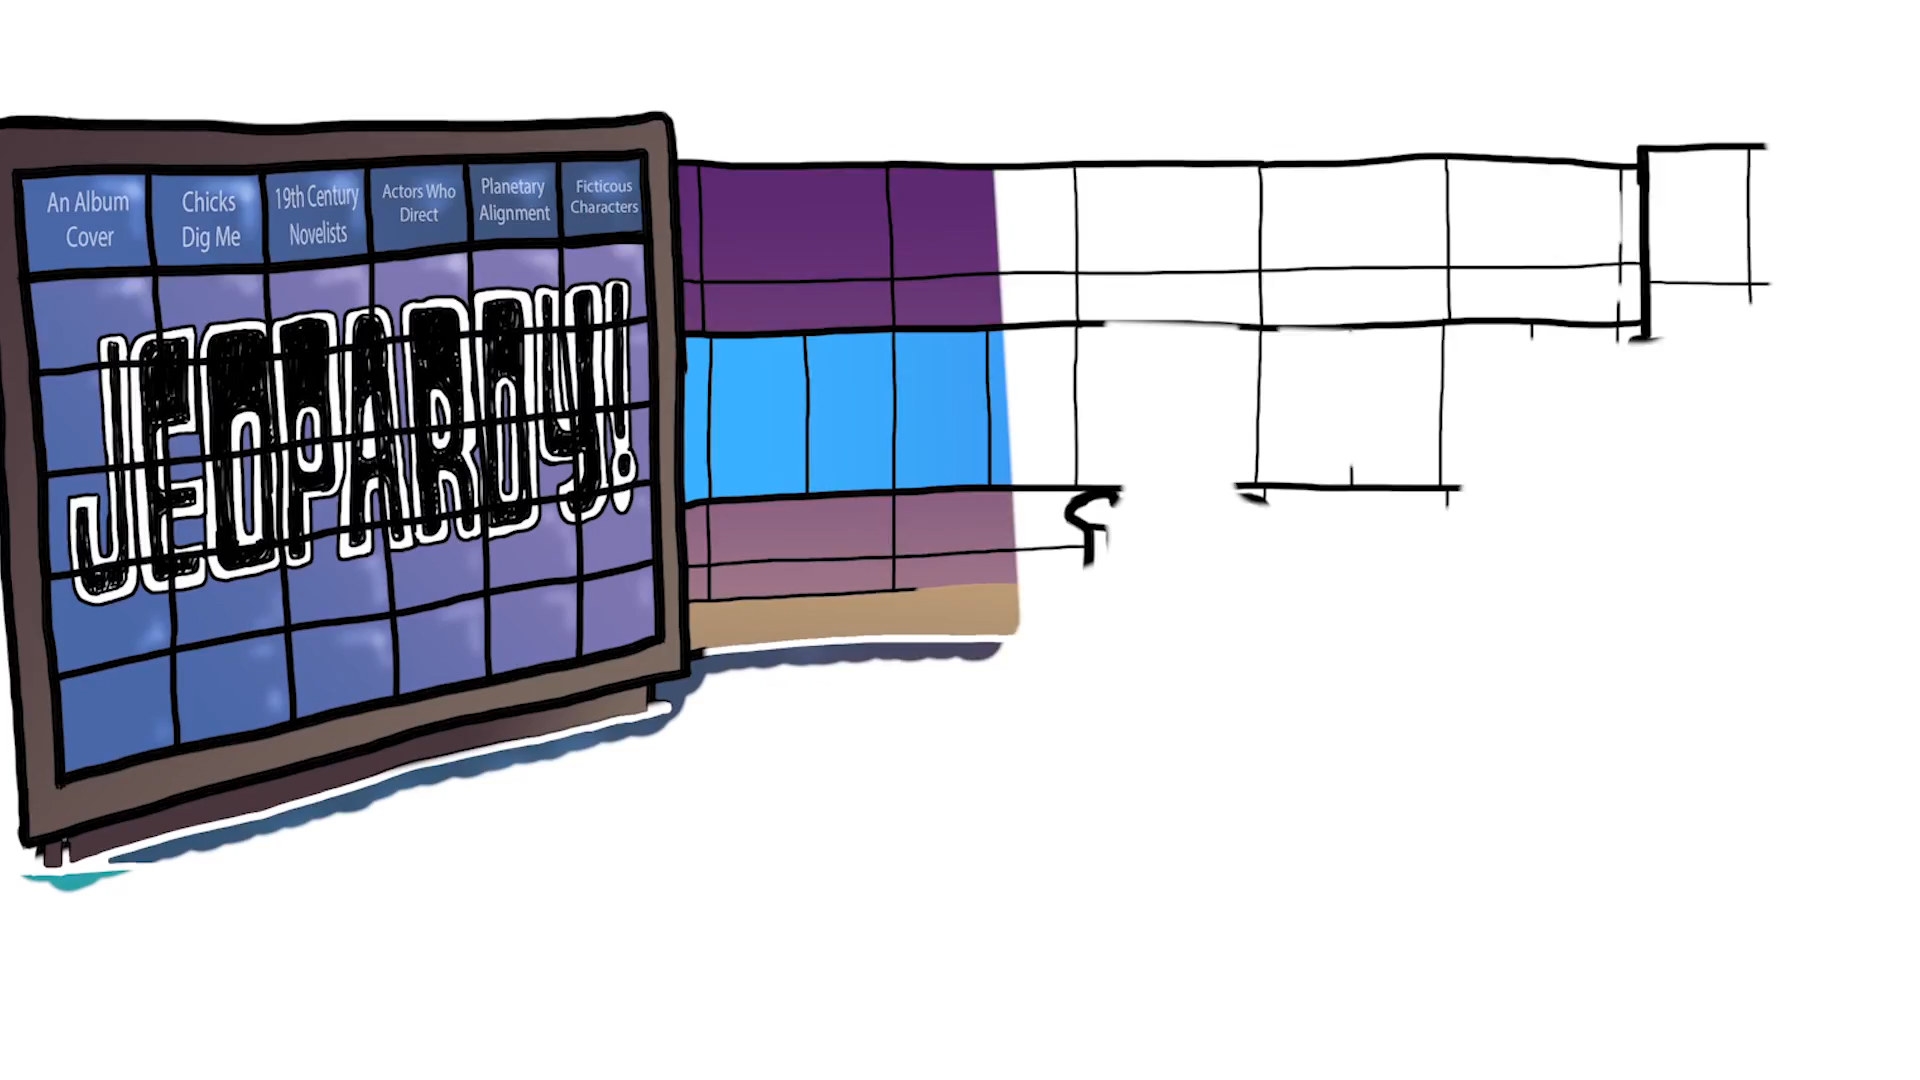 An Album
Cover
Chicks
Dig Me
19th Century
Novelists
Actors Who
Direct
Planetary
Alignment
Ficticous
Characters
JEOPARDY!